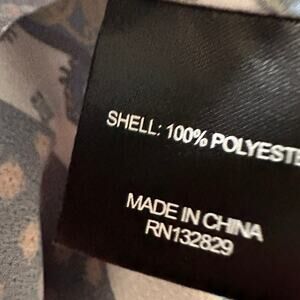 SHELL: 100% POLYESTE
MADE IN CHINA
RN132829